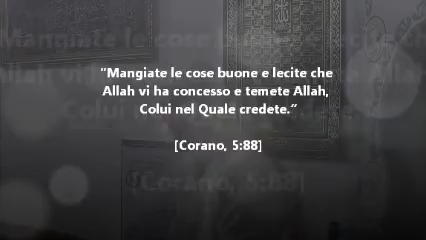 “Mangiate le cose buone e lecite che
Allah vi ha concesso e temete Allah,
Colui nel Quale credete.”
[Corano, 5:88]